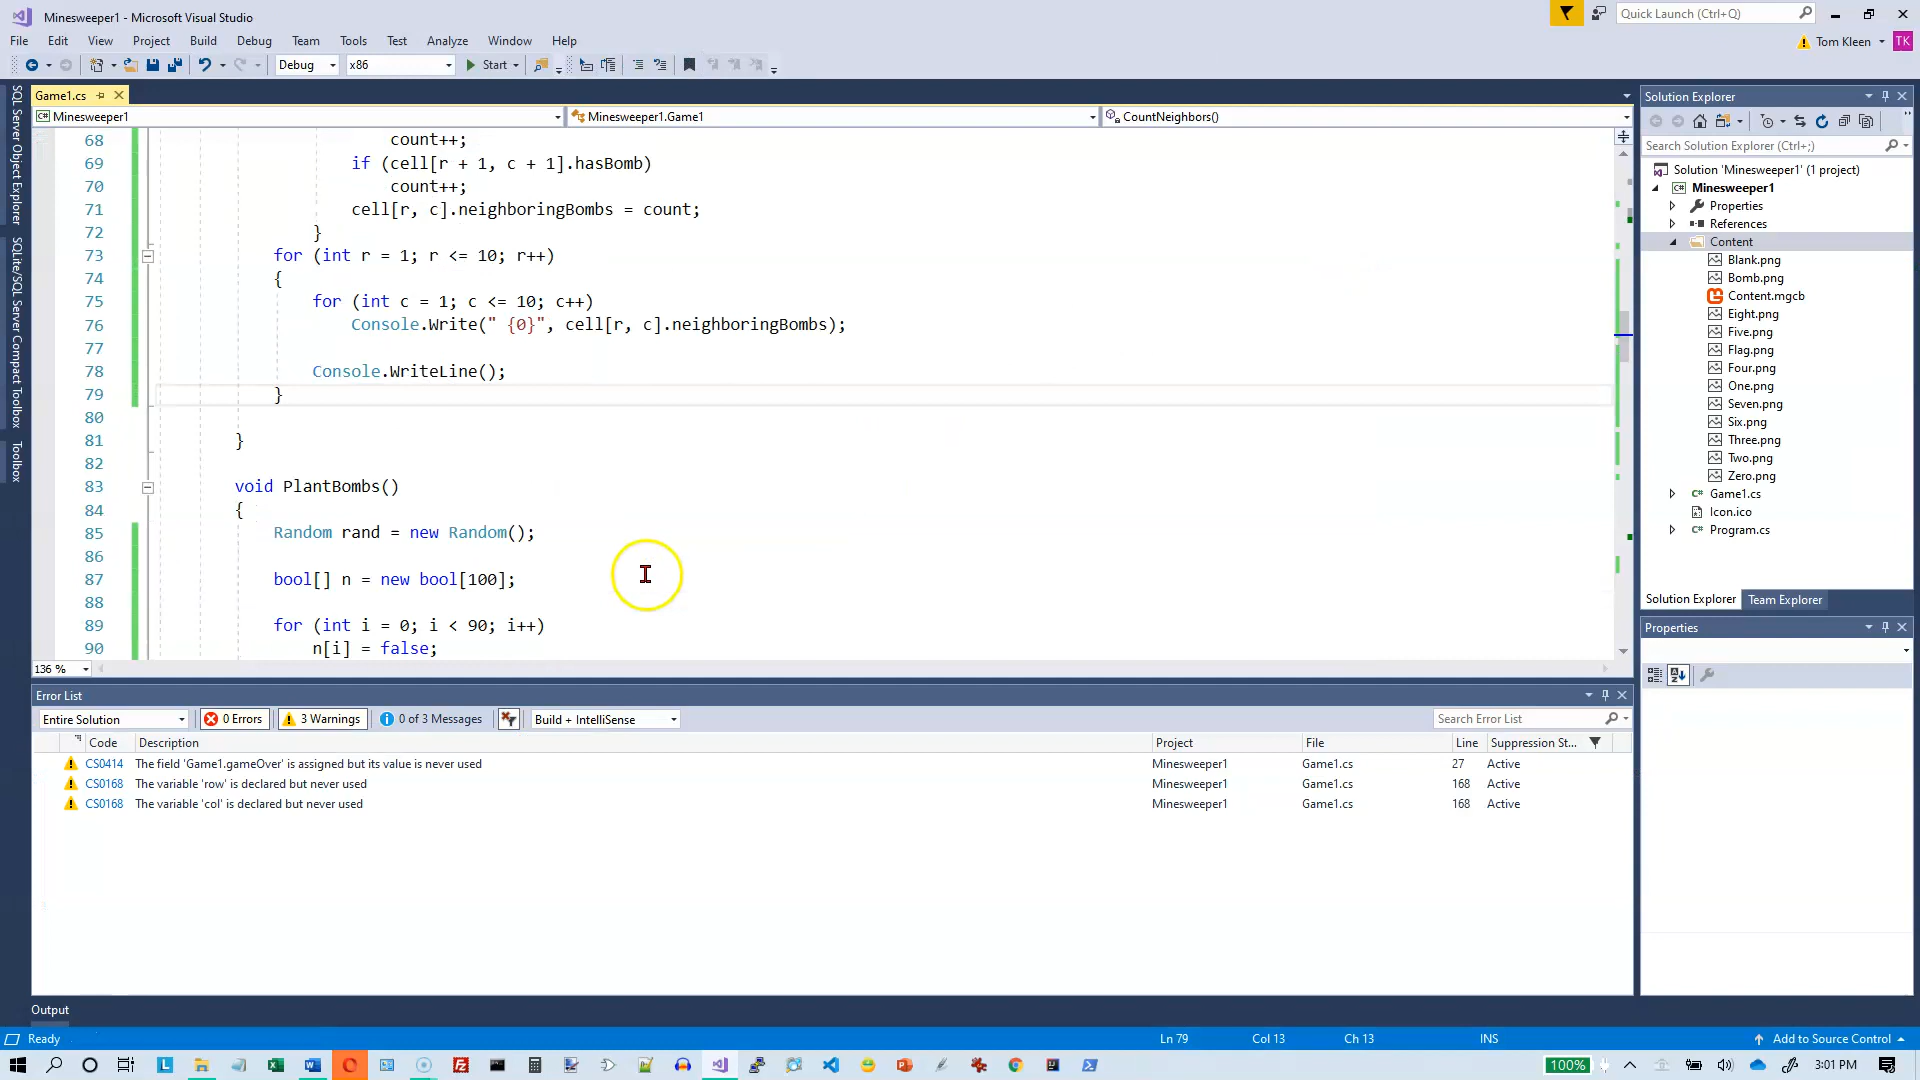 Minesweeper1 - Microsoft Visual Studio
Quick Launch (Ctrl+Q)
File Edit View Project Build Debug Team Tools Test Analyze Window Help
Tom Kleen TK
Debug x86 Start
Game1.cs
Minesweeper1 Minesweeper1.Game1 CountNeighbors()
SQL Server Object Explorer
SQLite/SQL Server Compact Toolbox
Toolbox
68 count++;
69 if (cell[r + 1, c + 1].hasBomb)
70 count++;
71 cell[r, c].neighboringBombs = count;
72 }
73 for (int r = 1; r <= 10; r++)
74 {
75 for (int c = 1; c <= 10; c++)
76 Console.Write(" {0}", cell[r, c].neighboringBombs);
77
78 Console.WriteLine();
79 }
80
81 }
82
83 void PlantBombs()
84 {
85 Random rand = new Random();
86
87 bool[] n = new bool[100];
88
89 for (int i = 0; i < 90; i++)
90 n[i] = false;
136 %
Solution Explorer
Search Solution Explorer (Ctrl+;)
Solution 'Minesweeper1' (1 project)
Minesweeper1
Properties
References
Content
Blank.png
Bomb.png
Content.mgcb
Eight.png
Five.png
Flag.png
Four.png
One.png
Seven.png
Six.png
Three.png
Two.png
Zero.png
Game1.cs
Icon.ico
Program.cs
Solution Explorer Team Explorer
Properties
Error List
Entire Solution 0 Errors 3 Warnings 0 of 3 Messages Build + IntelliSense Search Error List
Code Description Project File Line Suppression St...
CS0414 The field 'Game1.gameOver' is assigned but its value is never used Minesweeper1 Game1.cs 27 Active
CS0168 The variable 'row' is declared but never used Minesweeper1 Game1.cs 168 Active
CS0168 The variable 'col' is declared but never used Minesweeper1 Game1.cs 168 Active
Output
Ready Ln 79 Col 13 Ch 13 INS Add to Source Control
100% 3:01 PM